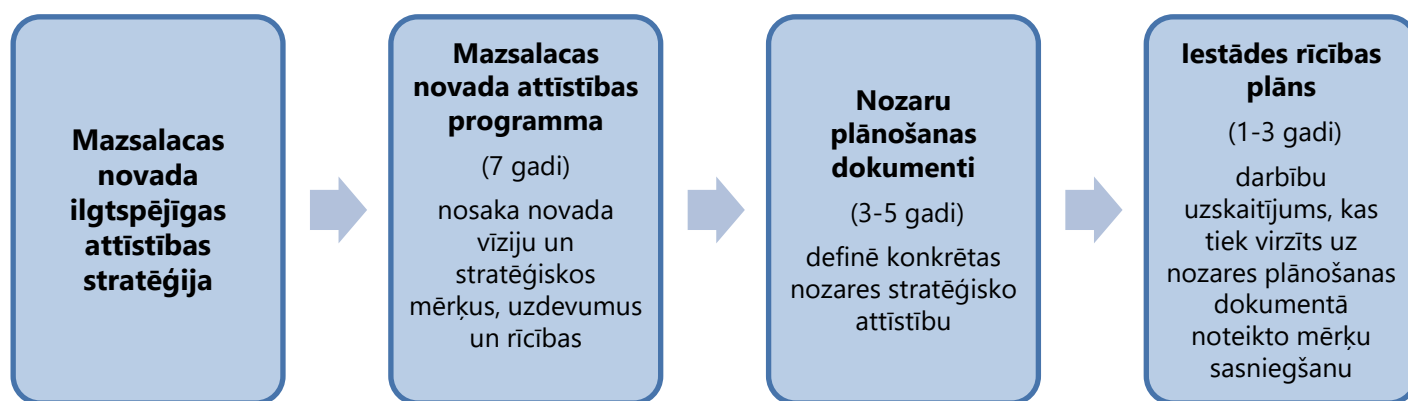 Mazsalacas
novada
ilgtspējīgas
attīstības
stratēģija
Mazsalacas
novada attīstības
programma
(7 gadi)
nosaka novada
vīziju un
stratēģiskos
mērķus, uzdevumus
un rīcības
Nozaru
plānošanas
dokumenti
(3-5 gadi)
definē konkrētas
nozares stratēģisko
attīstību
Iestādes rīcības
plāns
(1-3 gadi)
darbību
uzskaitījums, kas
tiek virzīts uz
nozares plānošanas
dokumentā
noteikto mērķu
sasniegšanu